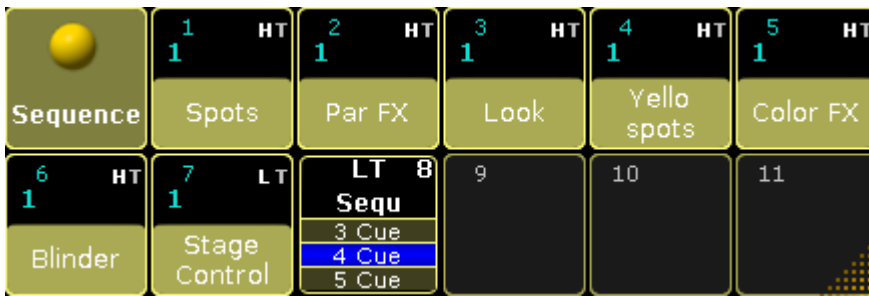 Sequence
1 HT
1
Spots
2 HT
1
Par FX
3 HT
1
Look
4 HT
1
Yello
spots
5 HT
1
Color FX
6 HT
1
Blinder
7 LT
1
Stage
Control
LT 8
Sequ
3 Cue
4 Cue
5 Cue
9
10
11